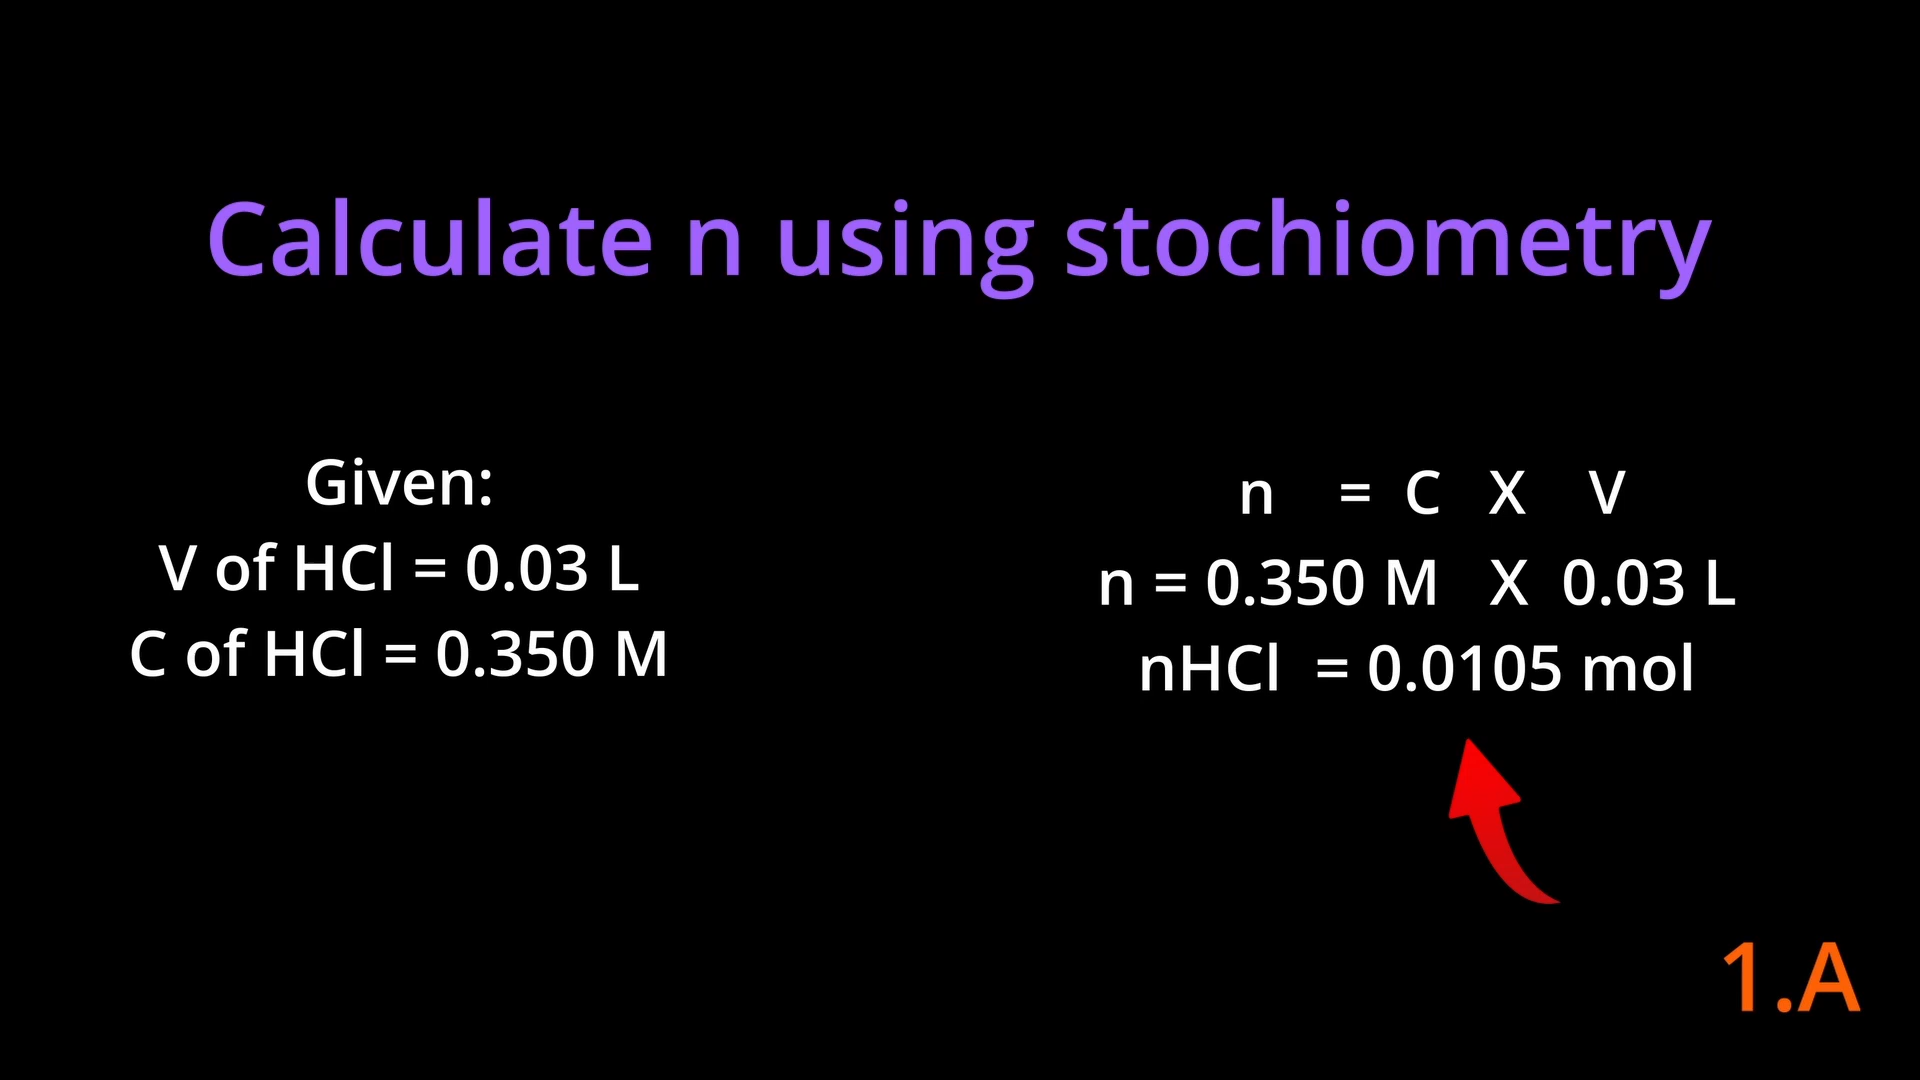 Calculate n using stochiometry
Given:
V of HCl = 0.03 L
C of HCl = 0.350 M
n = C X V
n = 0.350 M X 0.03 L
nHCl = 0.0105 mol
1.A